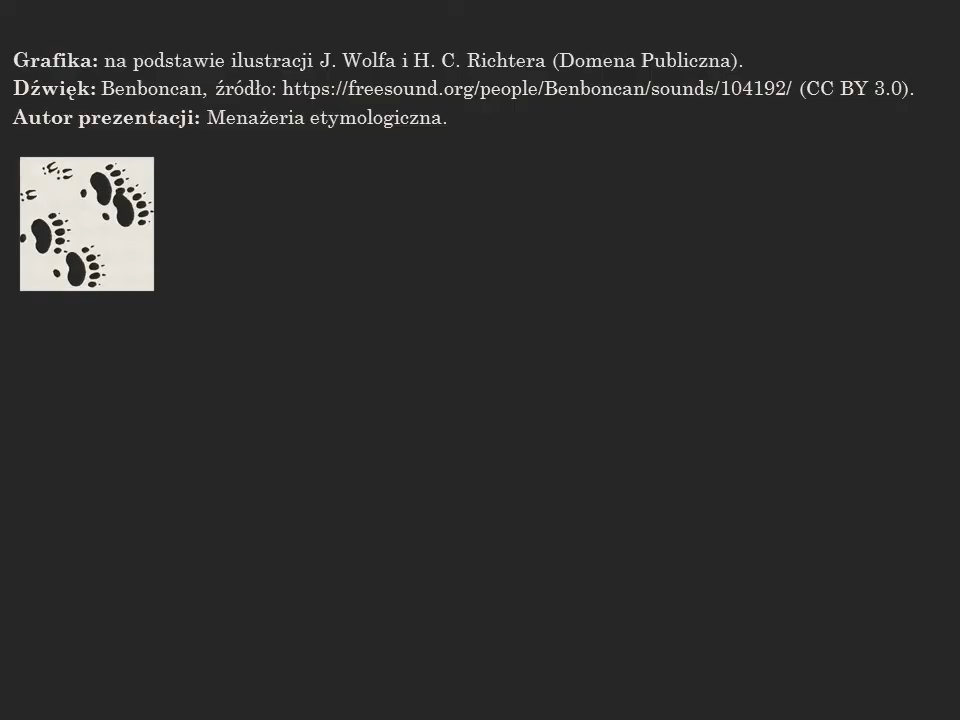 Grafika: na podstawie ilustracji J. Wolfa i H. C. Richtera (Domena Publiczna).
Dźwięk: Benboncan, źródło: https://freesound.org/people/Benboncan/sounds/104192/ (CC BY 3.0).
Autor prezentacji: Menażeria etymologiczna.